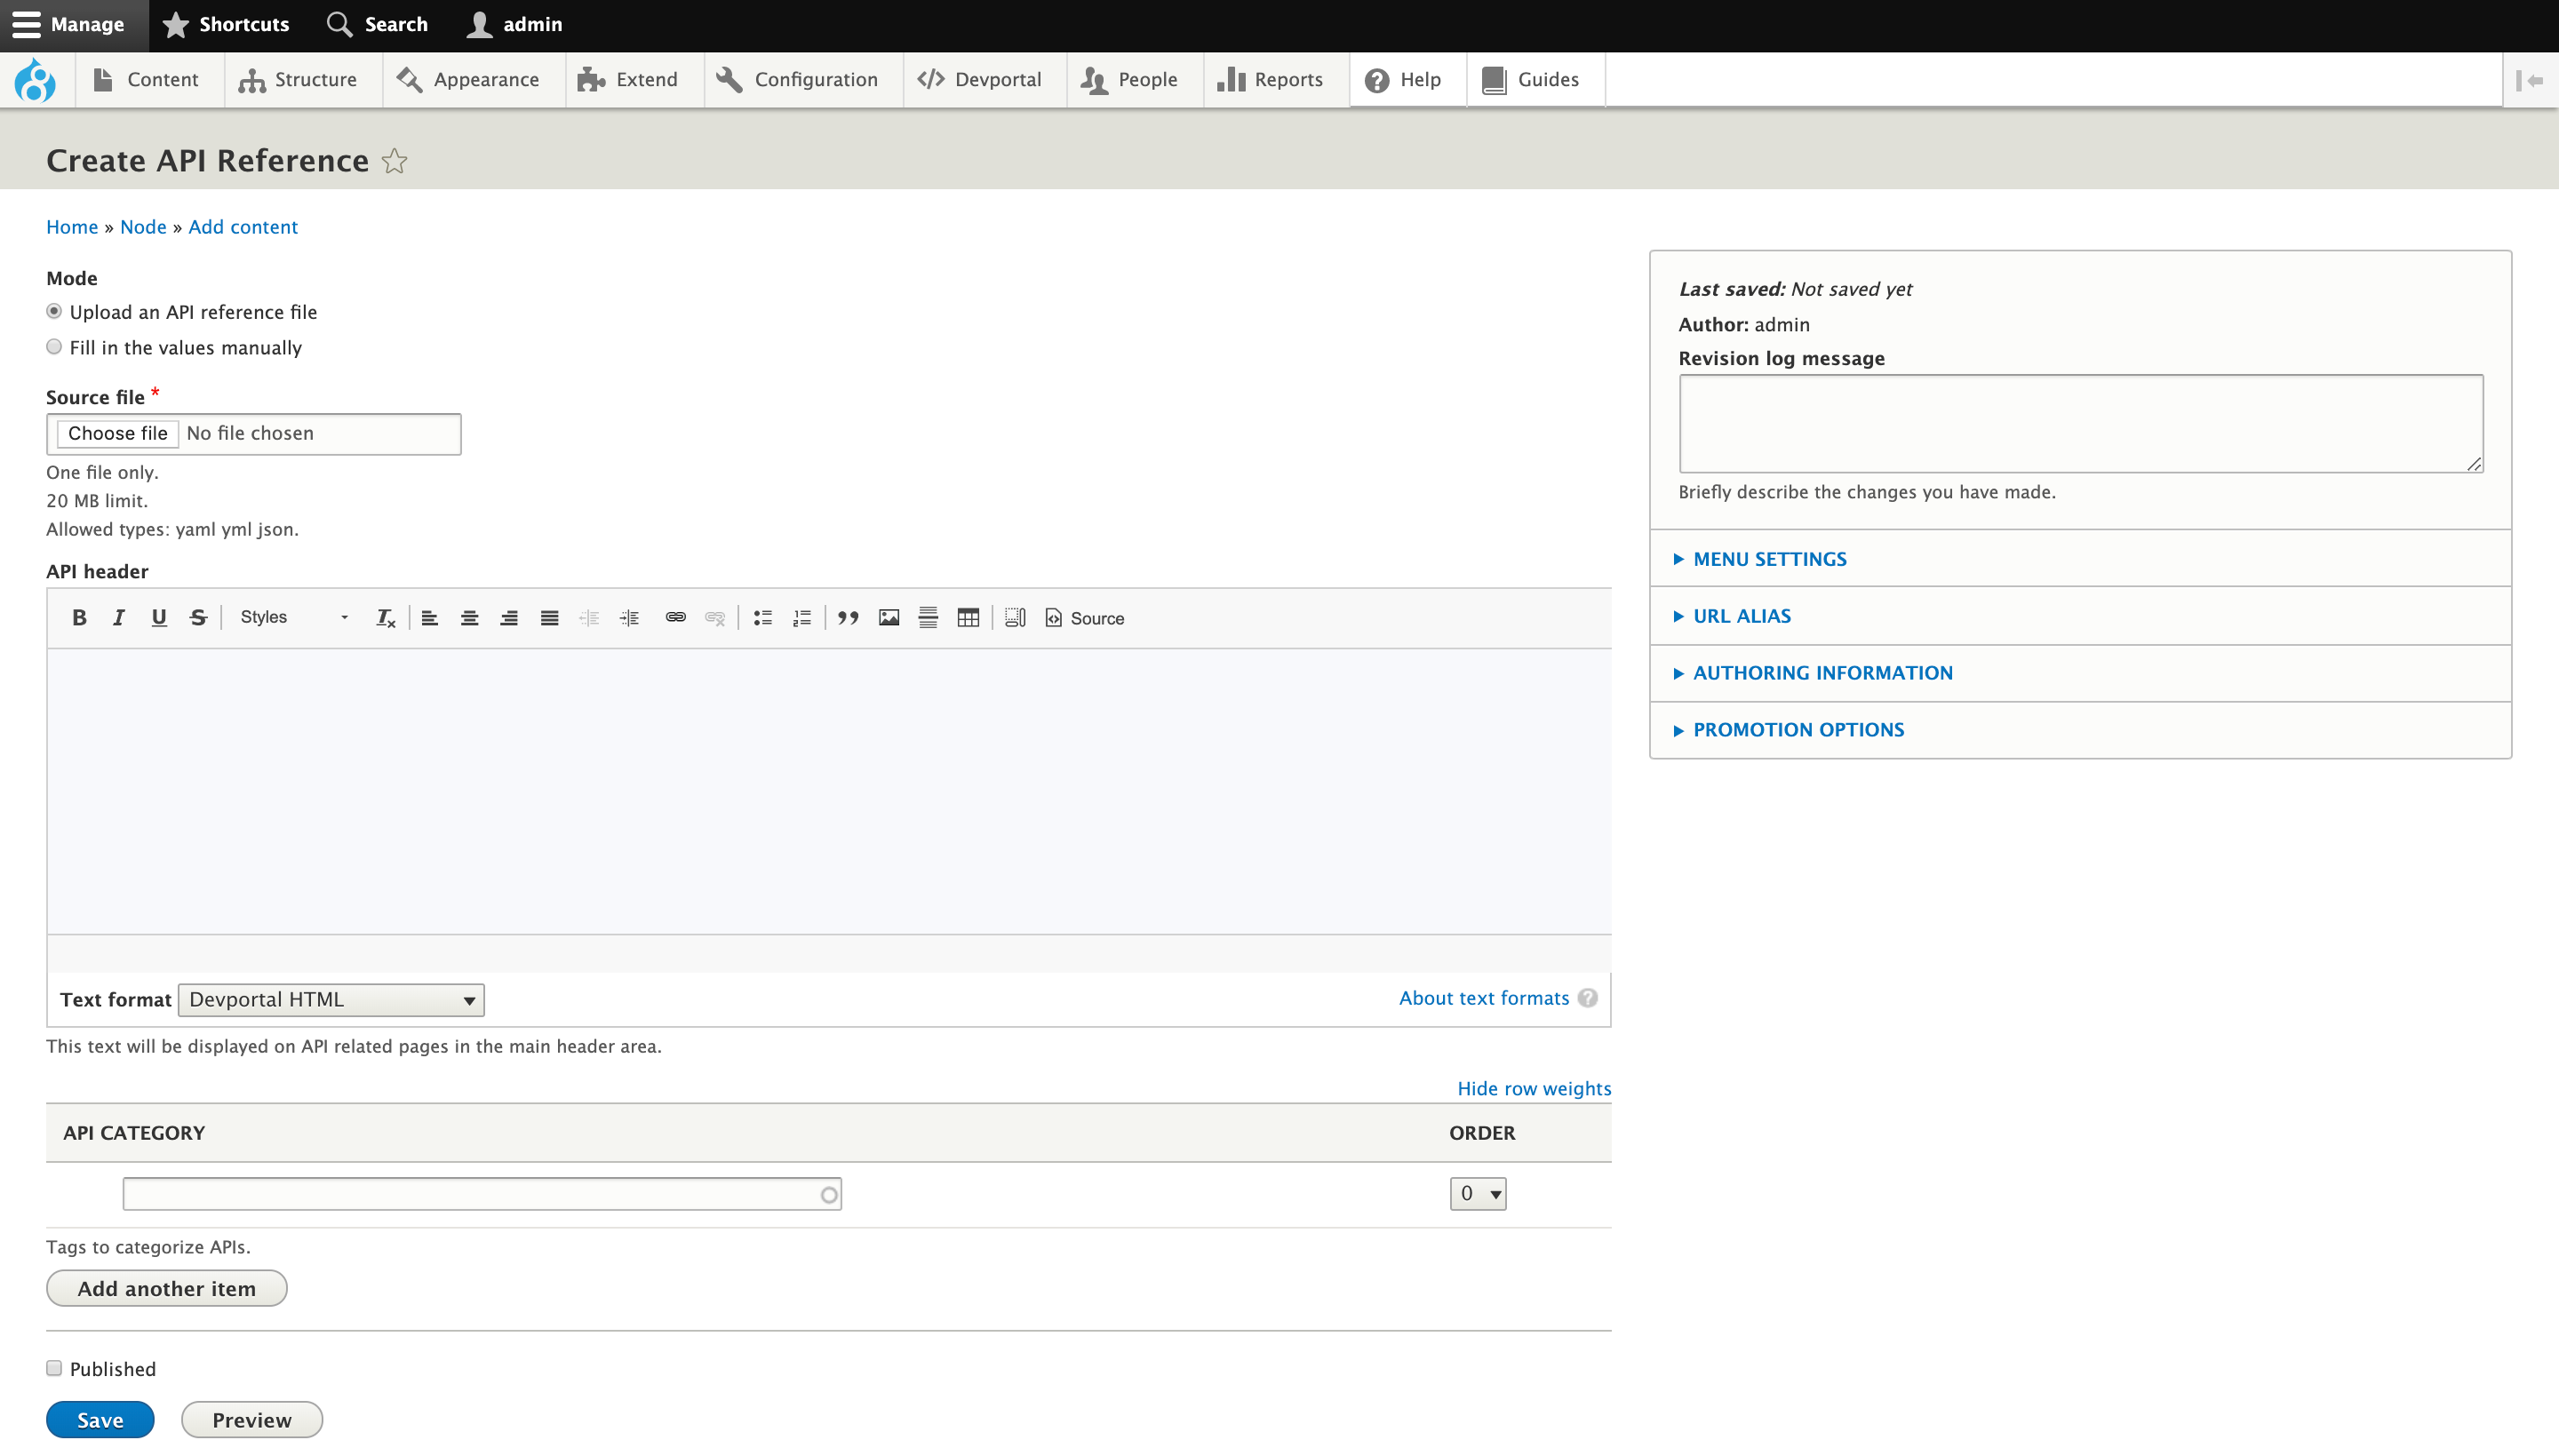 Manage Shortcuts Search admin
Content Structure Appearance Extend Configuration Devportal People Reports Help Guides
Create API Reference
Home » Node » Add content
Mode
Upload an API reference file
Fill in the values manually
Source file *
Choose file No file chosen
One file only.
20 MB limit.
Allowed types: yaml yml json.
API header
B I U S Styles Source
Text format Devportal HTML About text formats ?
This text will be displayed on API related pages in the main header area.
Hide row weights
API CATEGORY ORDER
0
Tags to categorize APIs.
Add another item
Published
Save Preview
Last saved: Not saved yet
Author: admin
Revision log message
Briefly describe the changes you have made.
MENU SETTINGS
URL ALIAS
AUTHORING INFORMATION
PROMOTION OPTIONS